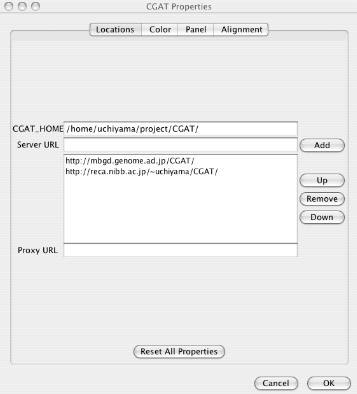 CGAT Properties
Locations Color Panel Alignment
CGAT_HOME /home/uchiyama/project/CGAT/
Server URL Add
http://mbgd.genome.ad.jp/CGAT/
http://reca.nibb.ac.jp/~uchiyama/CGAT/
Up
Remove
Down
Proxy URL
Reset All Properties
Cancel OK